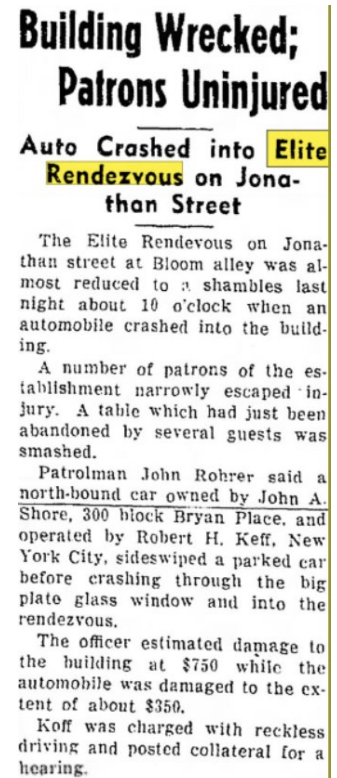 Building Wrecked;
Patrons Uninjured
Auto Crashed into Elite
Rendezvous on Jona-
than Street
The Elite Rendevous on Jona-
than street at Bloom alley was al-
most reduced to a shambles last
night about 10 o'clock when an
automobile crashed into the build-
ing.
A number of patrons of the es-
tablishment narrowly escaped in-
jury. A table which had just been
abandoned by several guests was
smashed.
Patrolman John Rohrer said a
north-bound car owned by John A.
Shore, 300 block Bryan Place, and
operated by Robert H. Keff, New
York City, sideswiped a parked car
before crashing through the big
plate glass window and into the
rendezvous.
The officer estimated damage to
the building at $750 while the
automobile was damaged to the ex-
tent of about $350.
Koff was charged with reckless
driving and posted collateral for a
hearing.